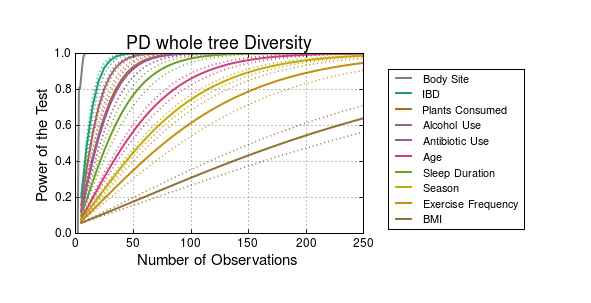 PD whole tree Diversity
Power of the Test
1.0
0.8
0.6
0.4
0.2
0.0
0
50
100
150
200
250
Number of Observations
Body Site
IBD
Plants Consumed
Alcohol Use
Antibiotic Use
Age
Sleep Duration
Season
Exercise Frequency
BMI